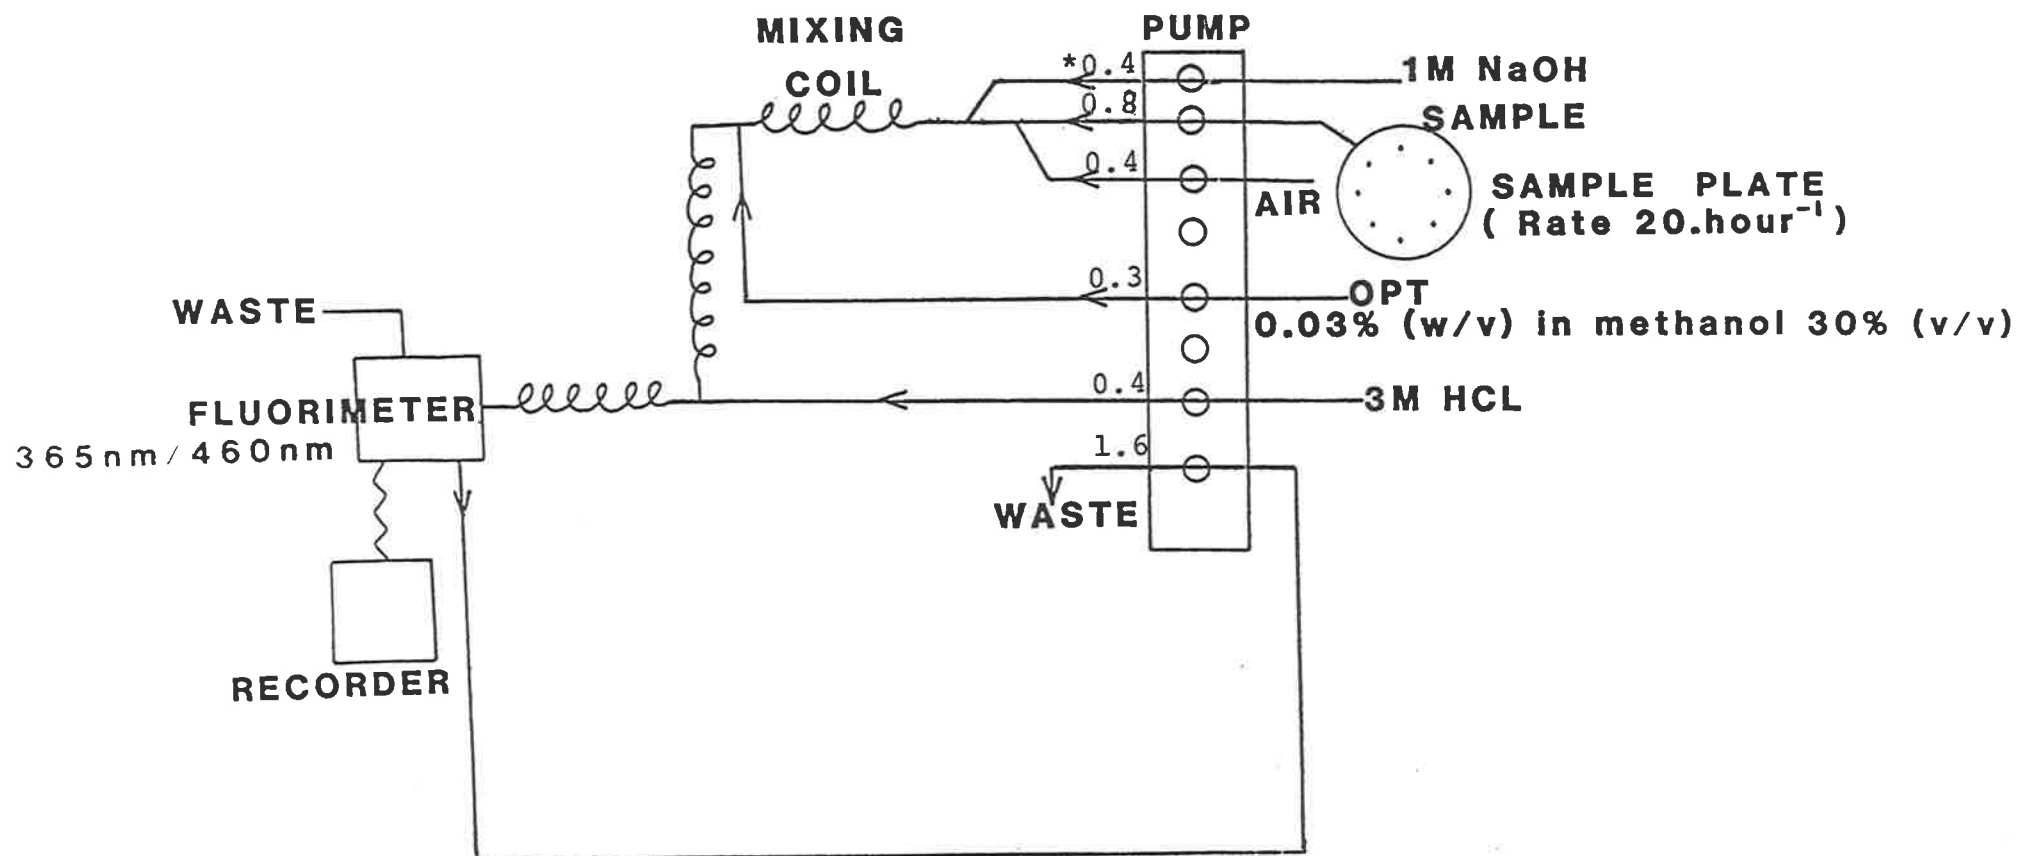 MIXING
COIL
PUMP
*0.4
1M NaOH
0.8
SAMPLE
0.4
AIR
SAMPLE PLATE
( Rate 20.hour⁻¹ )
0.3
OPT
0.03% (w/v) in methanol 30% (v/v)
WASTE
FLUORIMETER
365nm/460nm
0.4
3M HCL
1.6
WASTE
RECORDER